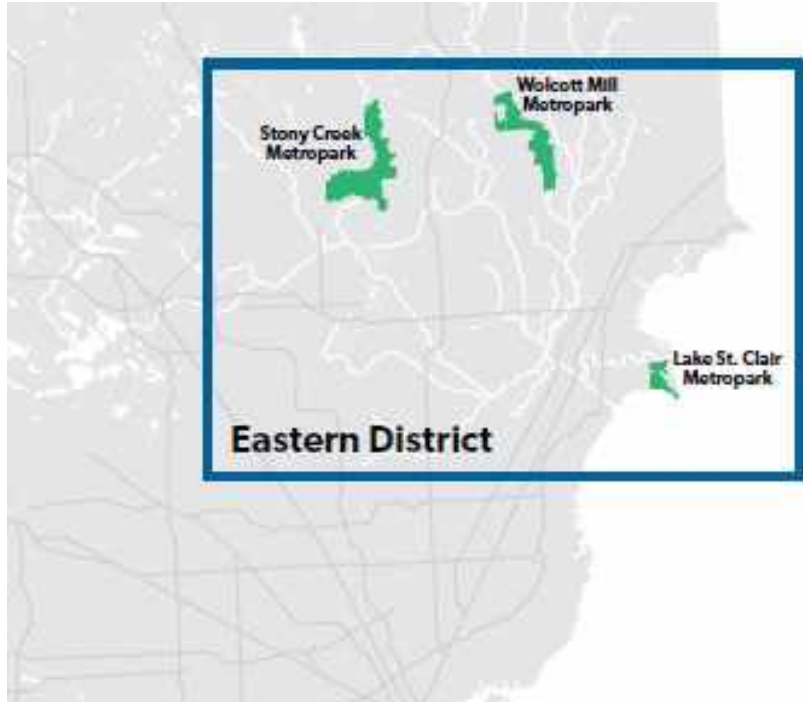 Wolcott Mill
Metropark
Stony Creek
Metropark
Lake St. Clair
Metropark
Eastern District